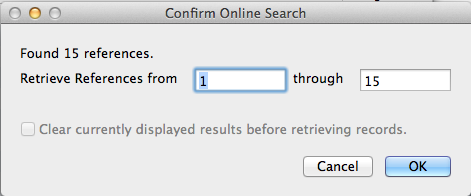 Confirm Online Search
Found 15 references.
Retrieve References from 1 through 15
Clear currently displayed results before retrieving records.
Cancel OK